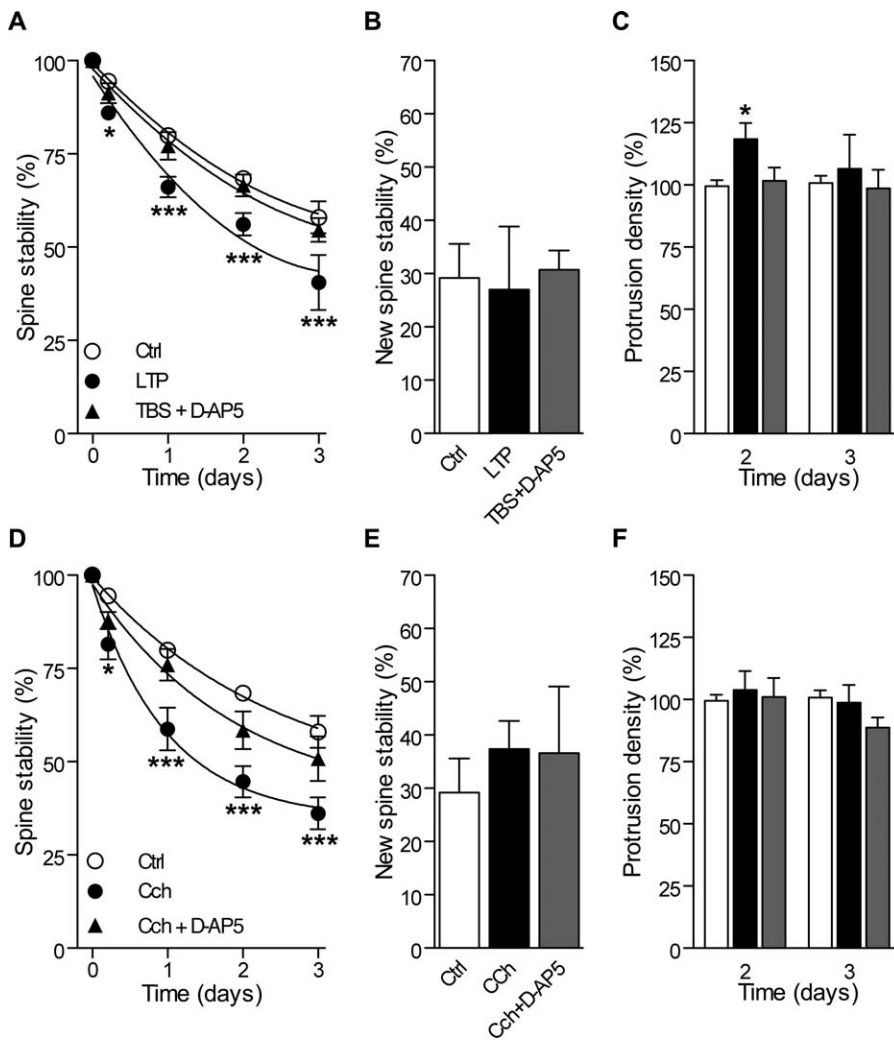 A
Spine stability (%)
100
75
50
25
0
*
***
***
***
Ctrl
LTP
TBS + D-AP5
0 1 2 3
Time (days)
B
New spine stability (%)
70
60
50
40
30
20
10
0
Ctrl
LTP
TBS+D-AP5
C
Protrusion density (%)
150
125
100
75
50
25
0
*
2 3
Time (days)
D
Spine stability (%)
100
75
50
25
0
*
***
***
***
Ctrl
Cch
Cch + D-AP5
0 1 2 3
Time (days)
E
New spine stability (%)
70
60
50
40
30
20
10
0
Ctrl
CCh
Cch+D-AP5
F
Protrusion density (%)
150
125
100
75
50
25
0
2 3
Time (days)